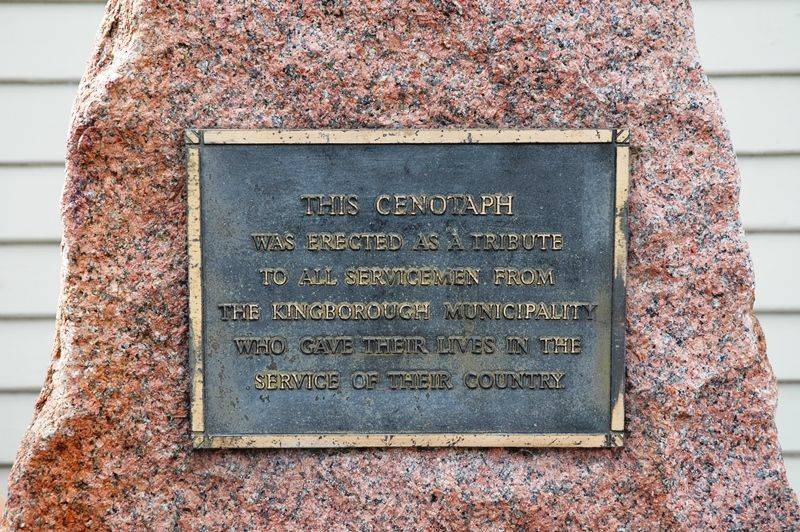 THIS CENOTAPH
WAS ERECTED AS A TRIBUTE
TO ALL SERVICEMEN FROM
THE KINGBOROUGH MUNICIPALITY
WHO GAVE THEIR LIVES IN THE
SERVICE OF THEIR COUNTRY.